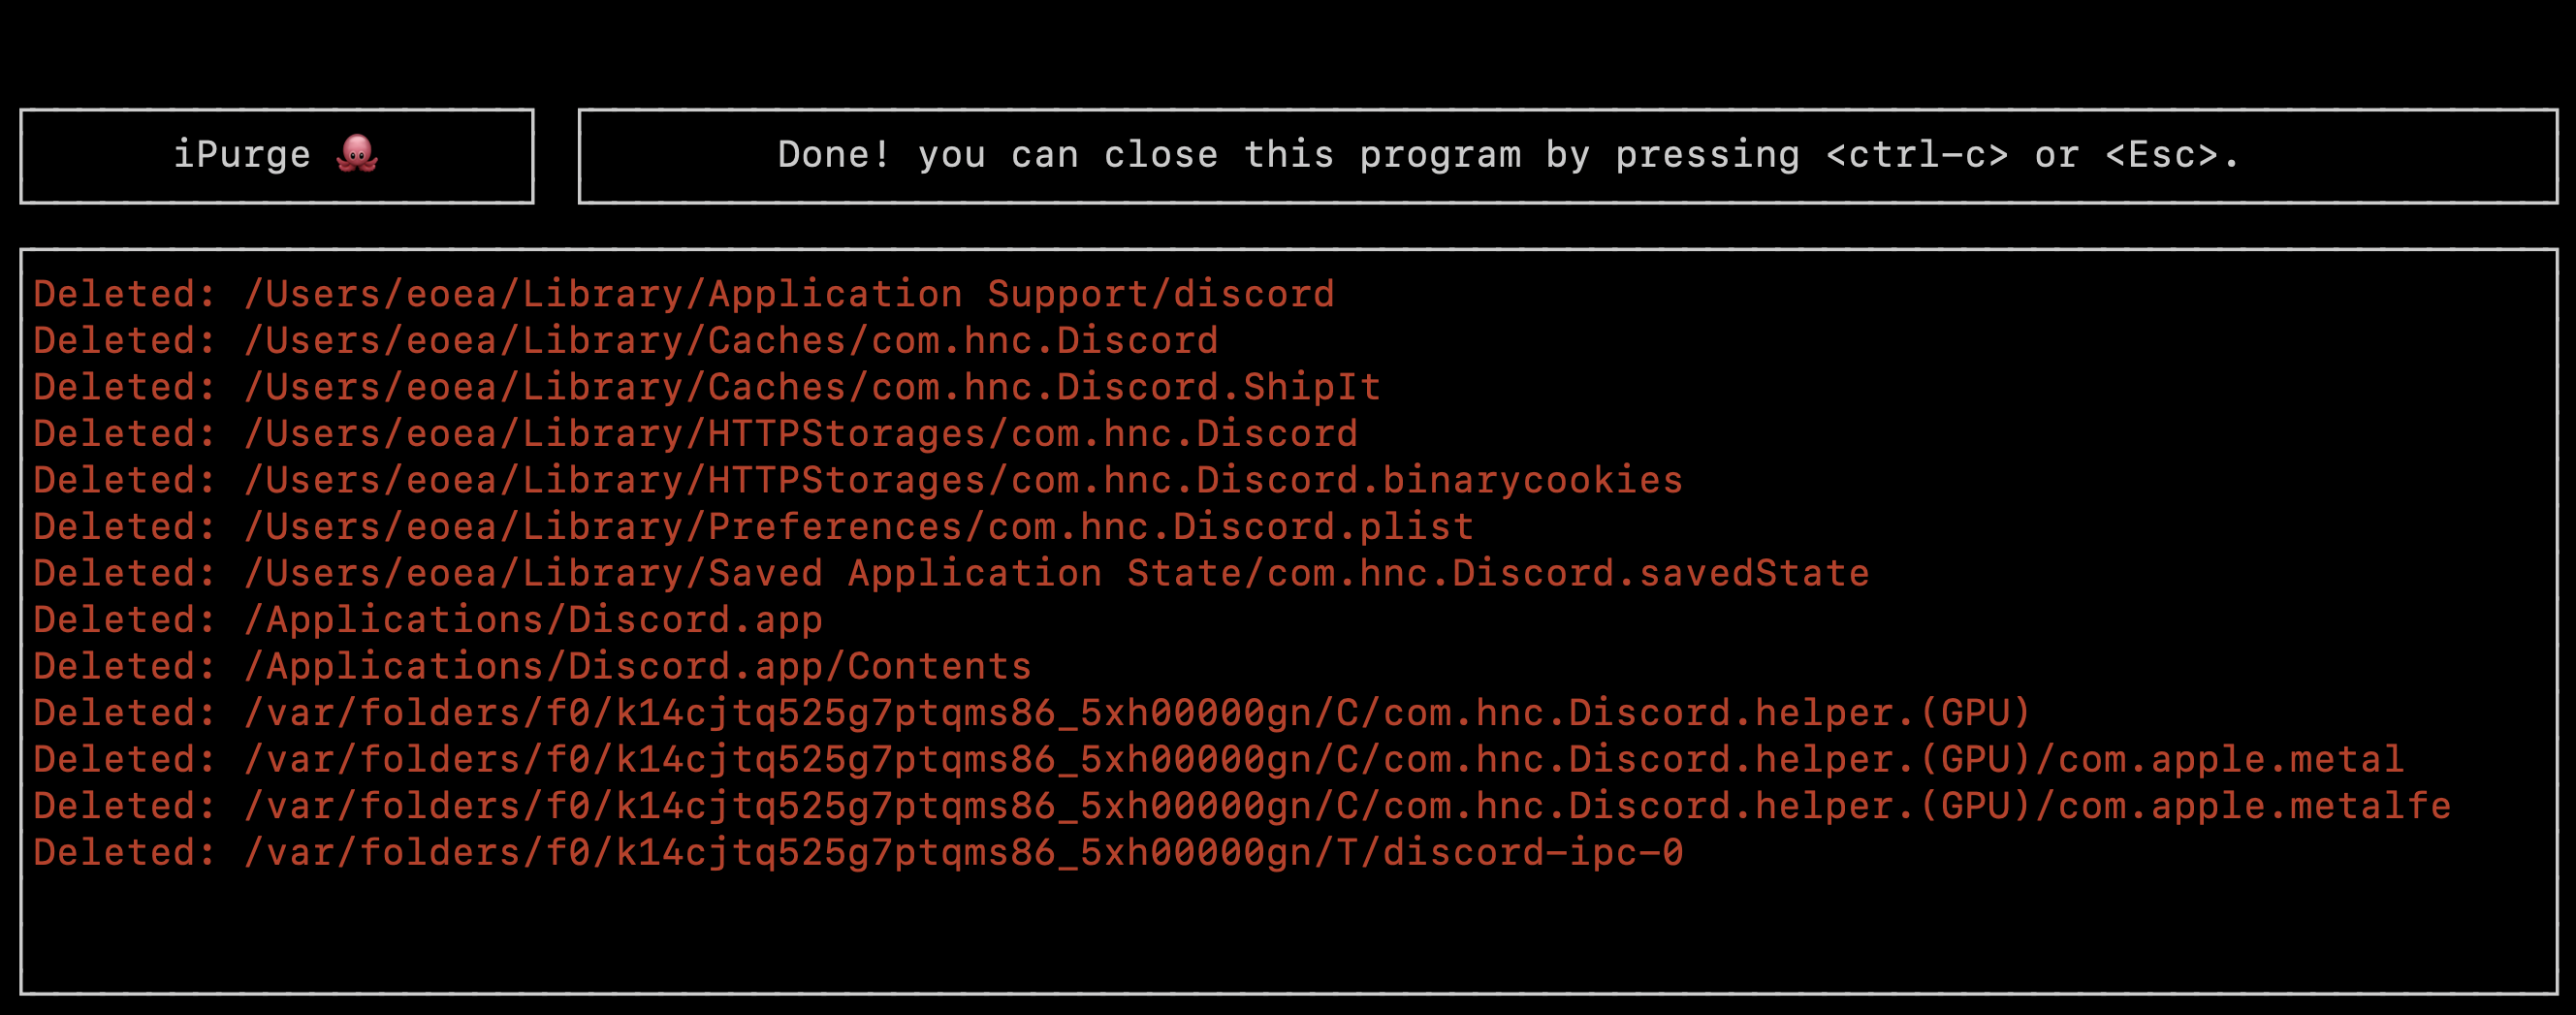 iPurge 🐙
Done! you can close this program by pressing <ctrl-c> or <Esc>.
Deleted: /Users/eoea/Library/Application Support/discord
Deleted: /Users/eoea/Library/Caches/com.hnc.Discord
Deleted: /Users/eoea/Library/Caches/com.hnc.Discord.ShipIt
Deleted: /Users/eoea/Library/HTTPStorages/com.hnc.Discord
Deleted: /Users/eoea/Library/HTTPStorages/com.hnc.Discord.binarycookies
Deleted: /Users/eoea/Library/Preferences/com.hnc.Discord.plist
Deleted: /Users/eoea/Library/Saved Application State/com.hnc.Discord.savedState
Deleted: /Applications/Discord.app
Deleted: /Applications/Discord.app/Contents
Deleted: /var/folders/f0/k14cjtq525g7ptqms86_5xh00000gn/C/com.hnc.Discord.helper.(GPU)
Deleted: /var/folders/f0/k14cjtq525g7ptqms86_5xh00000gn/C/com.hnc.Discord.helper.(GPU)/com.apple.metal
Deleted: /var/folders/f0/k14cjtq525g7ptqms86_5xh00000gn/C/com.hnc.Discord.helper.(GPU)/com.apple.metalfe
Deleted: /var/folders/f0/k14cjtq525g7ptqms86_5xh00000gn/T/discord-ipc-0